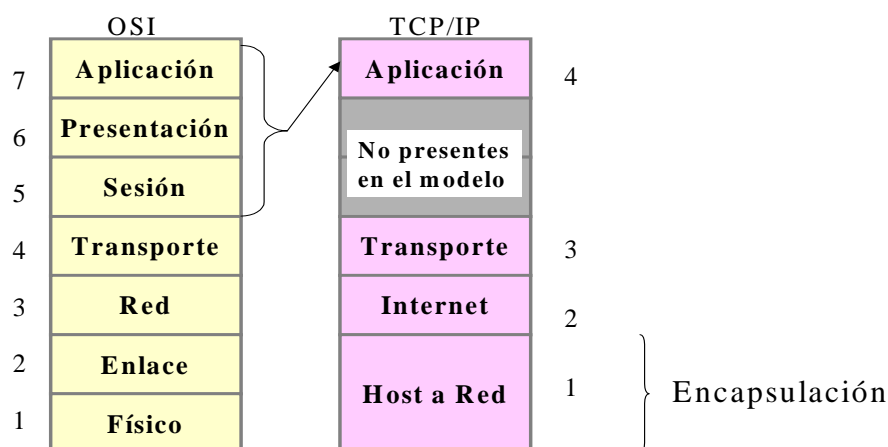 OSI
TCP/IP
7
Aplicación
Aplicación
4
6
Presentación
No presentes
en el modelo
5
Sesión
4
Transporte
Transporte
3
3
Red
Internet
2
2
Enlace
Host a Red
1
Encapsulación
1
Físico